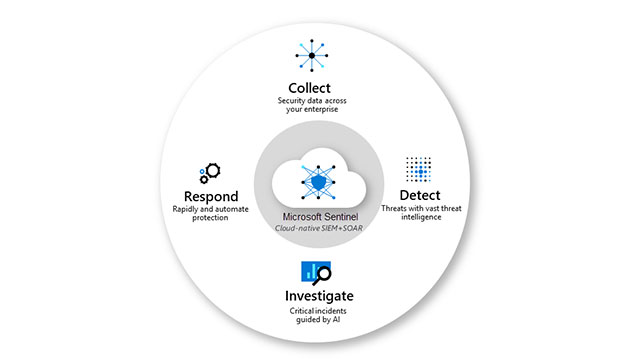 Collect
Security data across
your enterprise
Respond
Rapidly and automate
protection
Microsoft Sentinel
Cloud-native SIEM+SOAR
Detect
Threats with vast threat
intelligence
Investigate
Critical incidents
guided by AI